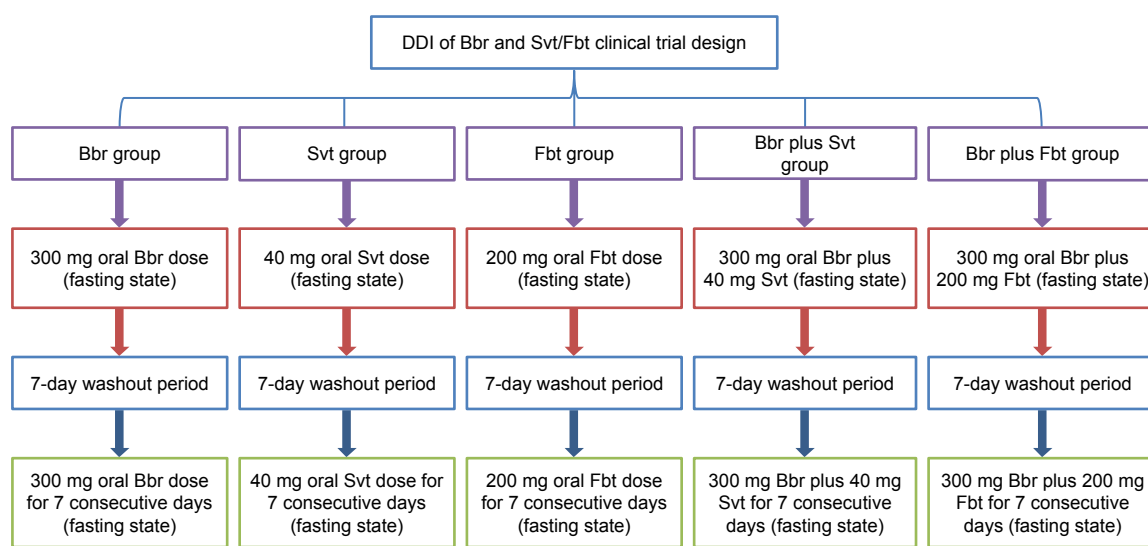 DDI of Bbr and Svt/Fbt clinical trial design
Bbr group
Svt group
Fbt group
Bbr plus Svt
group
Bbr plus Fbt group
300 mg oral Bbr dose
(fasting state)
40 mg oral Svt dose
(fasting state)
200 mg oral Fbt dose
(fasting state)
300 mg oral Bbr plus
40 mg Svt (fasting state)
300 mg oral Bbr plus
200 mg Fbt (fasting state)
7-day washout period
7-day washout period
7-day washout period
7-day washout period
7-day washout period
300 mg oral Bbr dose
for 7 consecutive days
(fasting state)
40 mg oral Svt dose for
7 consecutive days
(fasting state)
200 mg oral Fbt dose
for 7 consecutive days
(fasting state)
300 mg Bbr plus 40 mg
Svt for 7 consecutive
days (fasting state)
300 mg Bbr plus 200 mg
Fbt for 7 consecutive
days (fasting state)